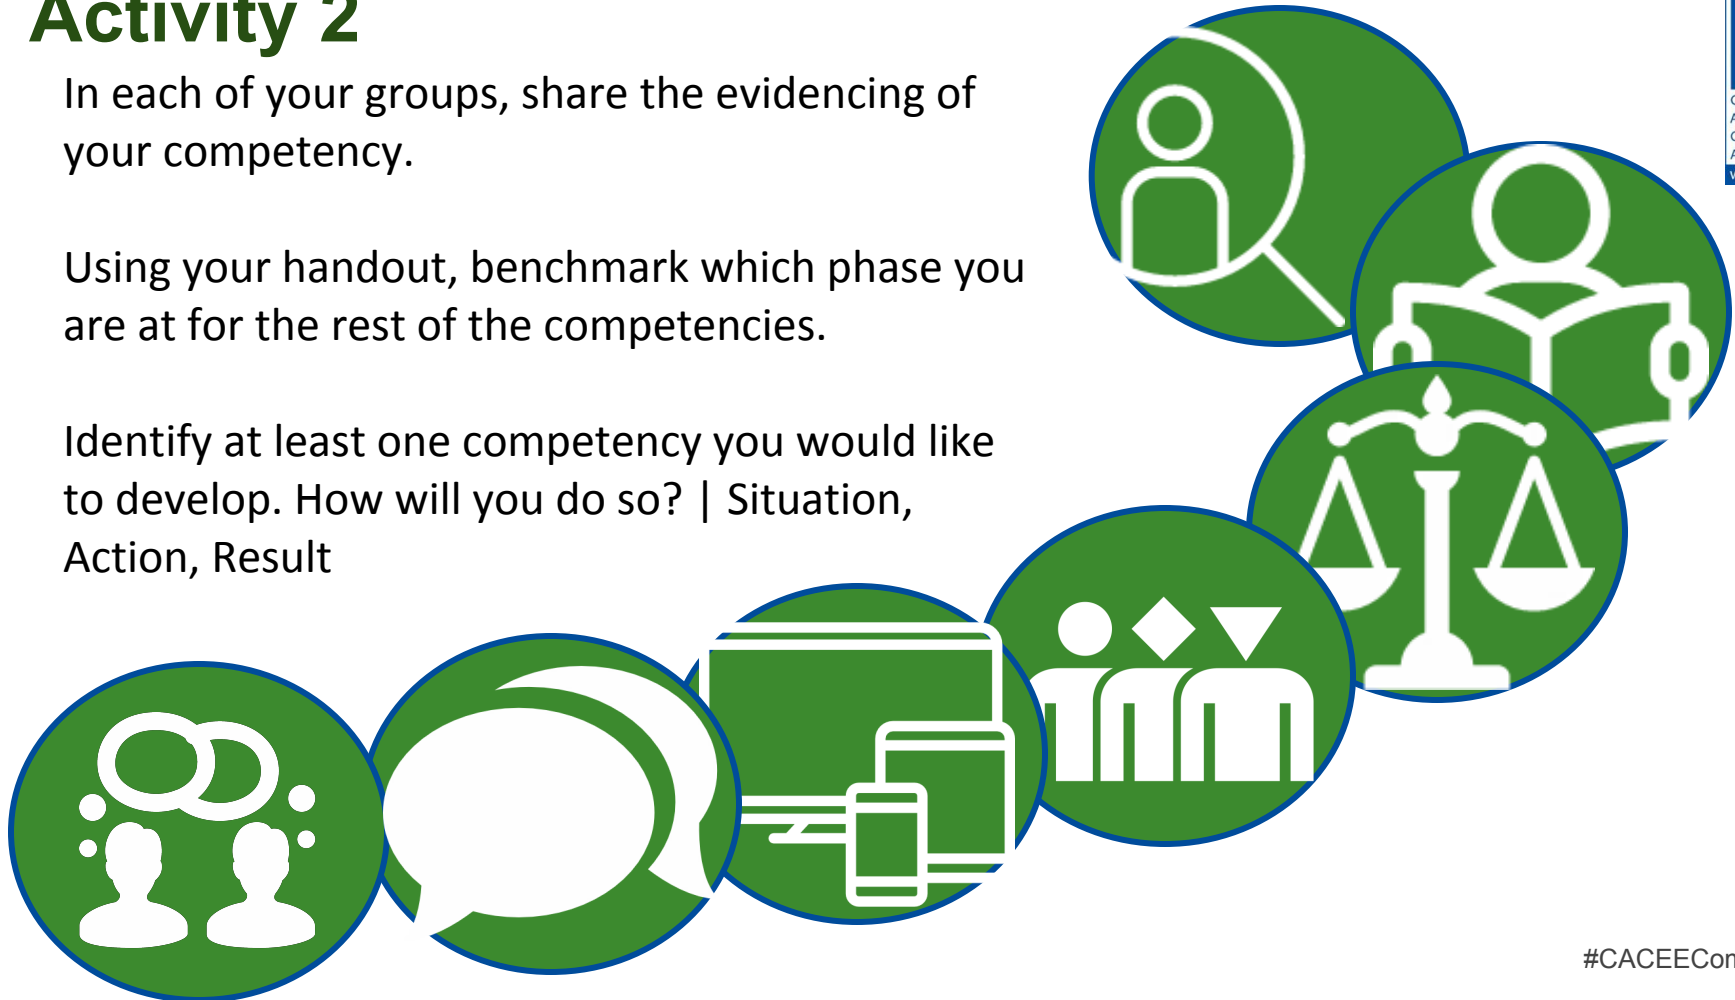 Activity 2
In each of your groups, share the evidencing of
your competency.
Using your handout, benchmark which phase you
are at for the rest of the competencies.
Identify at least one competency you would like
to develop. How will you do so? | Situation,
Action, Result